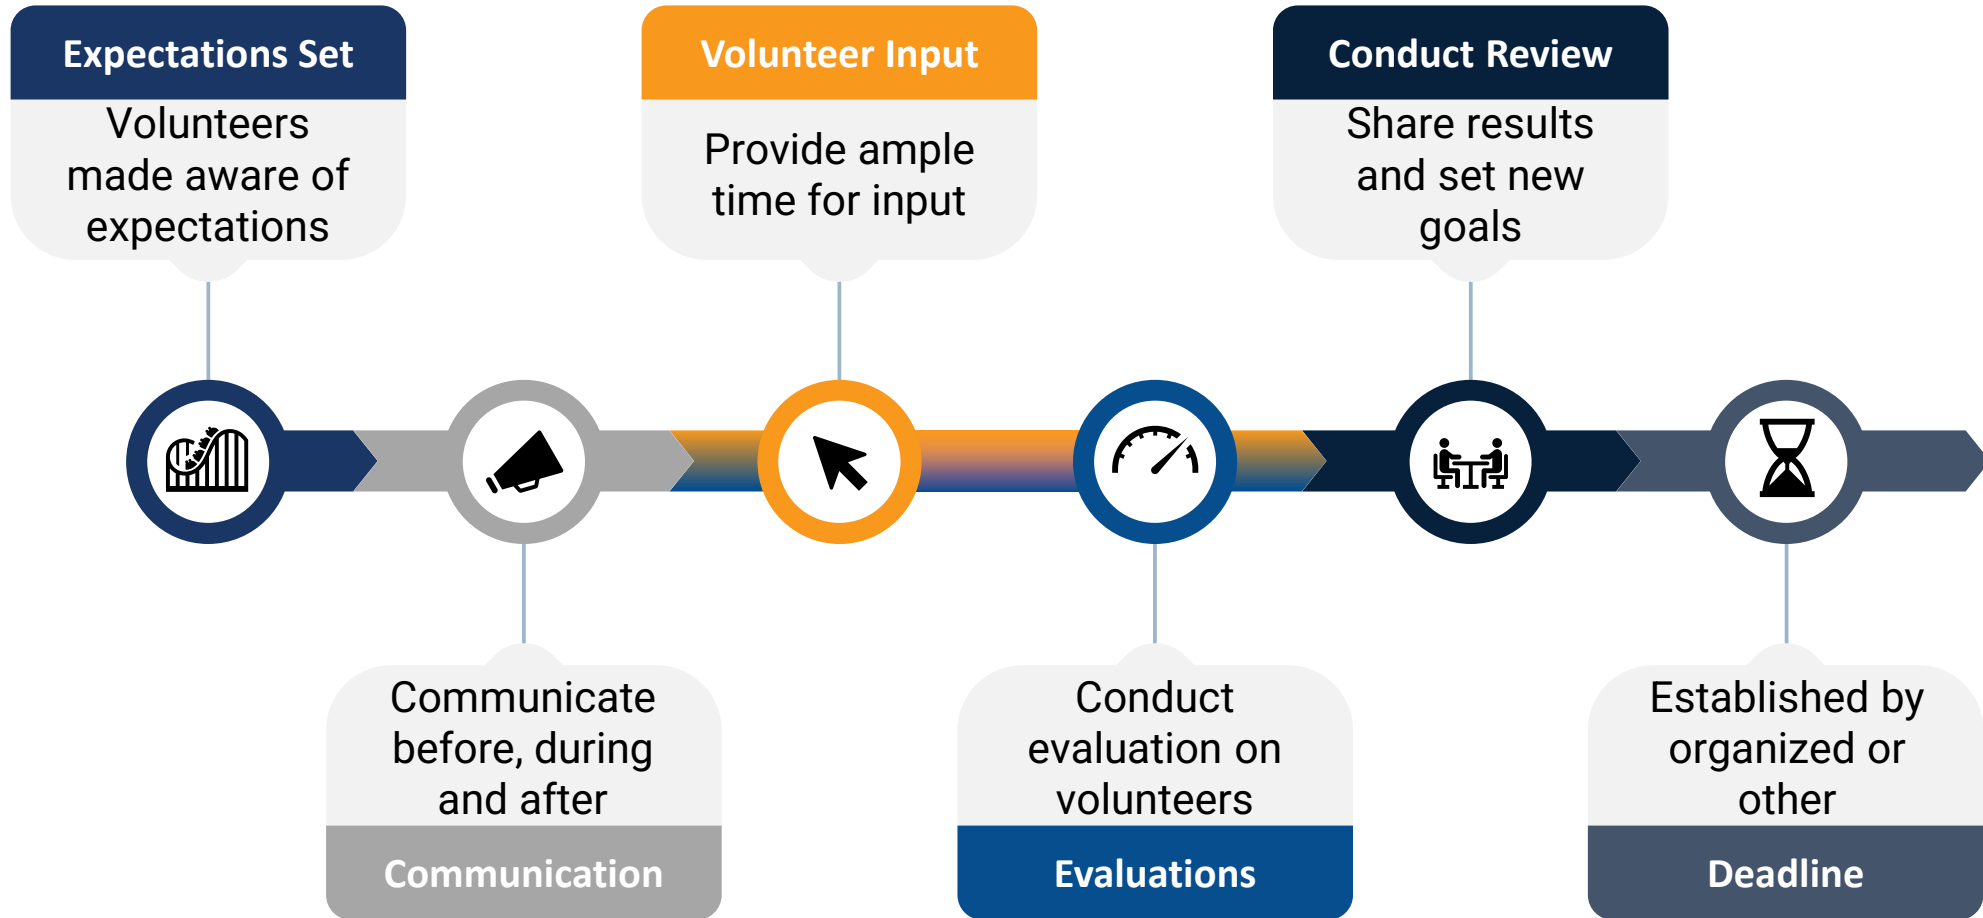 Expectations Set
Volunteers
made aware of
expectations
Communicate
before, during
and after
Communication
Volunteer Input
Provide ample
time for input
Conduct
evaluation on
volunteers
Evaluations
Conduct Review
Share results
and set new
goals
Established by
organized or
other
Deadline